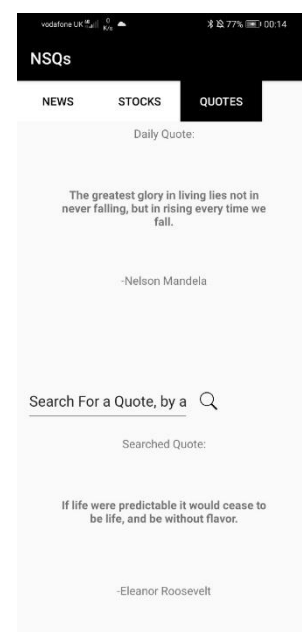 vodafone UK 0 K/s 77% 00:14
NSQs
NEWS STOCKS QUOTES
Daily Quote:
The greatest glory in living lies not in
never falling, but in rising every time we
fall.
-Nelson Mandela
Search For a Quote, by a
Searched Quote:
If life were predictable it would cease to
be life, and be without flavor.
-Eleanor Roosevelt